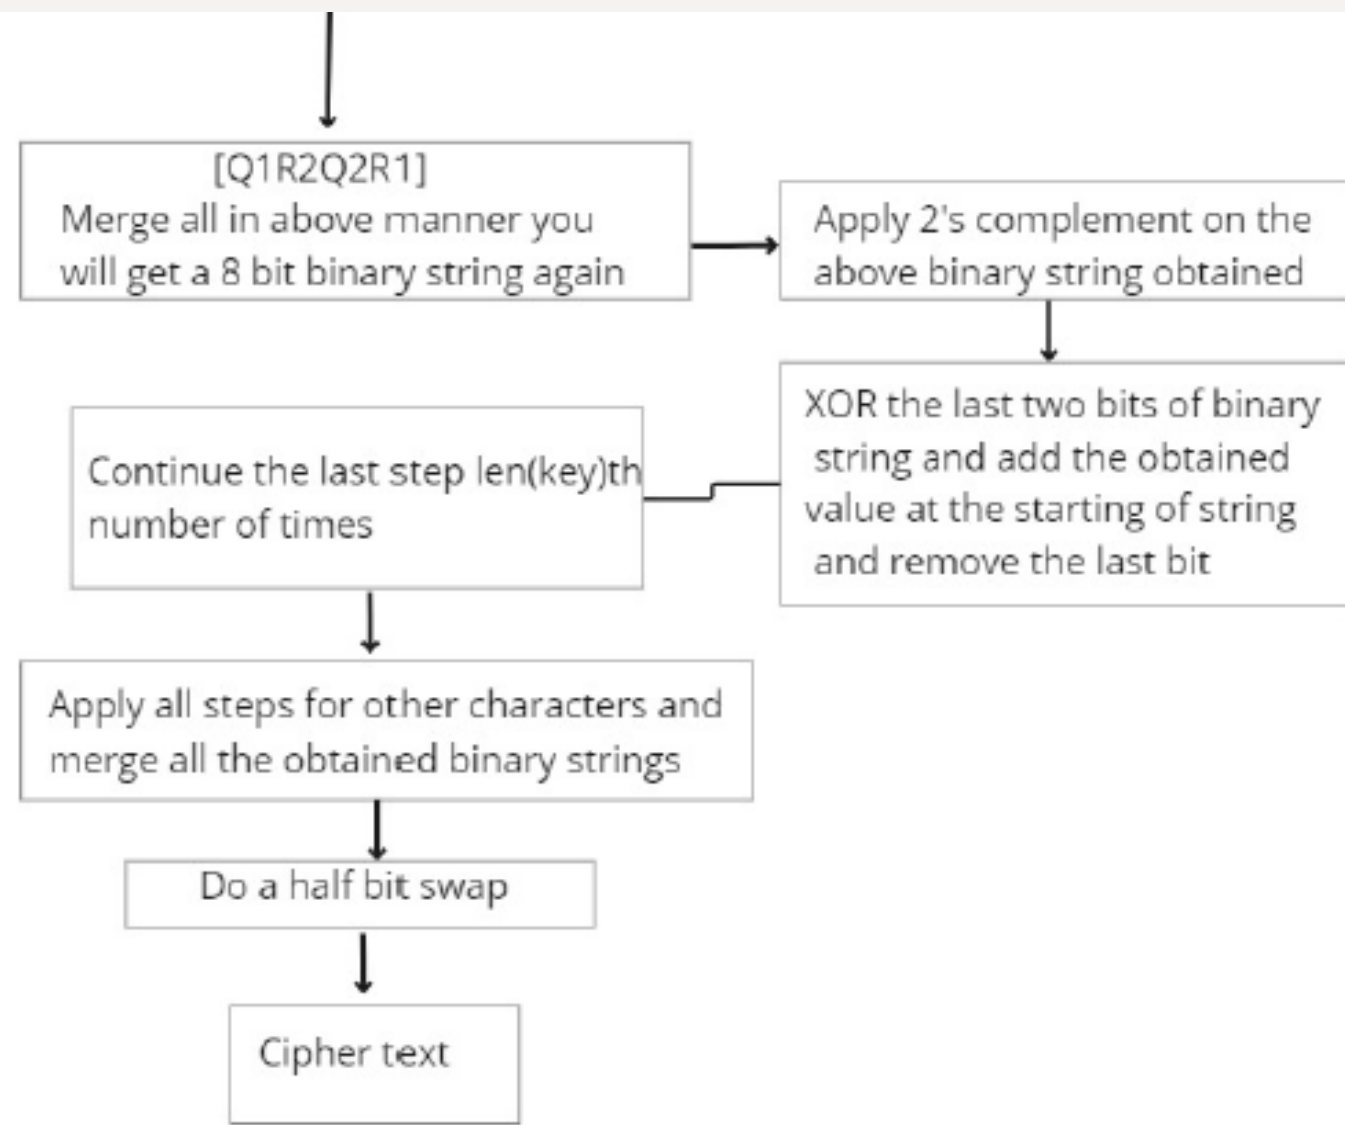 [Q1R2Q2R1]
Merge all in above manner you
will get a 8 bit binary string again
Apply 2's complement on the
above binary string obtained
XOR the last two bits of binary
string and add the obtained
value at the starting of string
and remove the last bit
Continue the last step len(key)th
number of times
Apply all steps for other characters and
merge all the obtained binary strings
Do a half bit swap
Cipher text